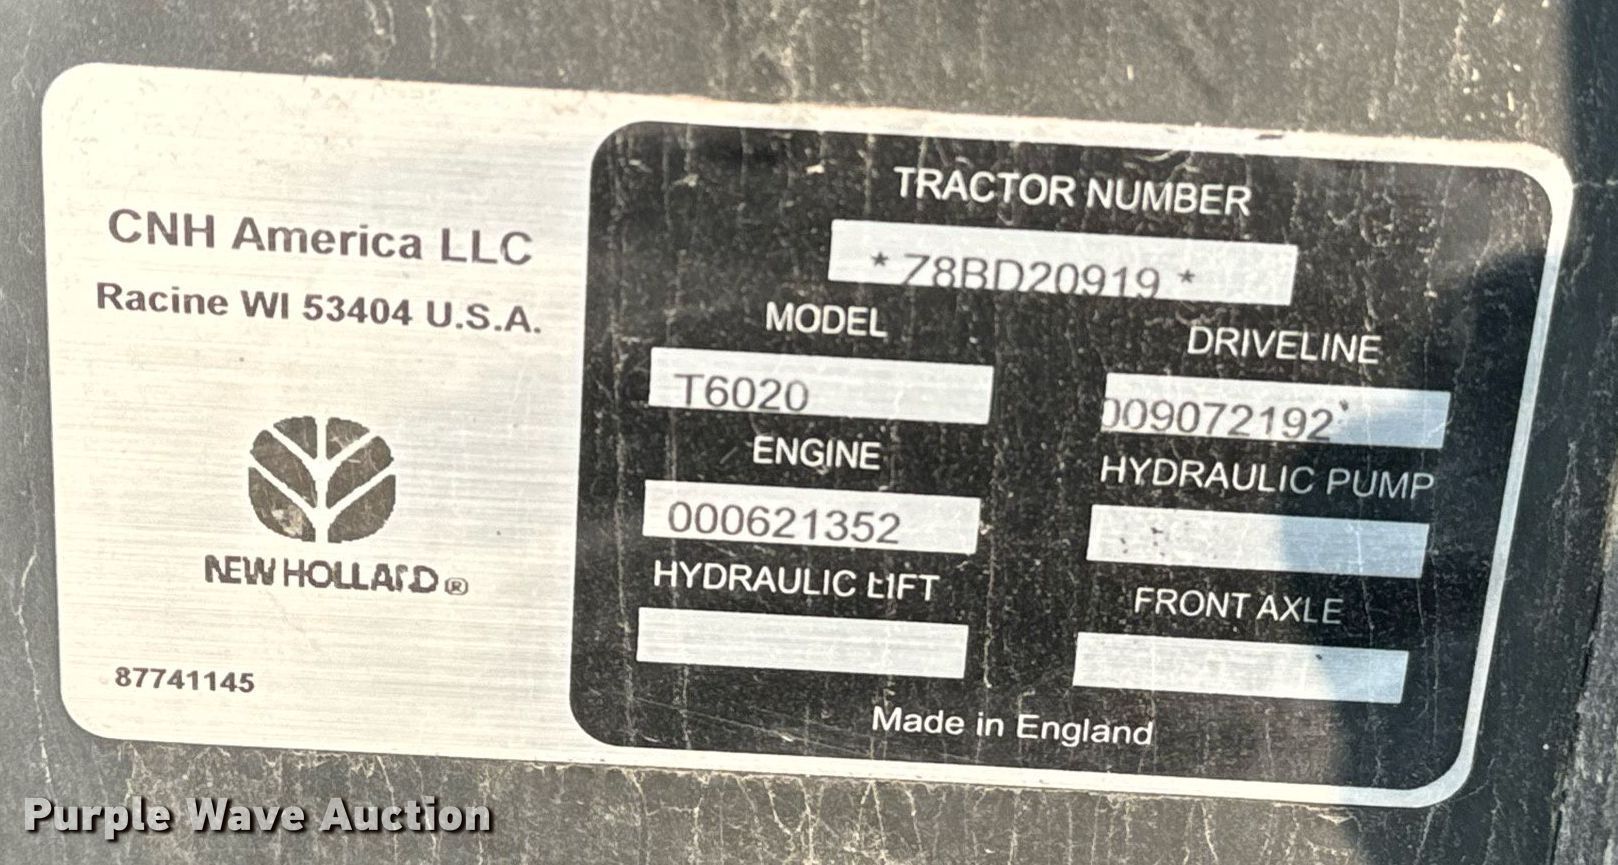 CNH America LLC
Racine WI 53404 U.S.A.
NEW HOLLAND®
87741145
TRACTOR NUMBER
* Z8BD20919 *
MODEL
T6020
DRIVELINE
009072192*
ENGINE
000621352
HYDRAULIC PUMP
HYDRAULIC LIFT
FRONT AXLE
Made in England
Purple Wave Auction